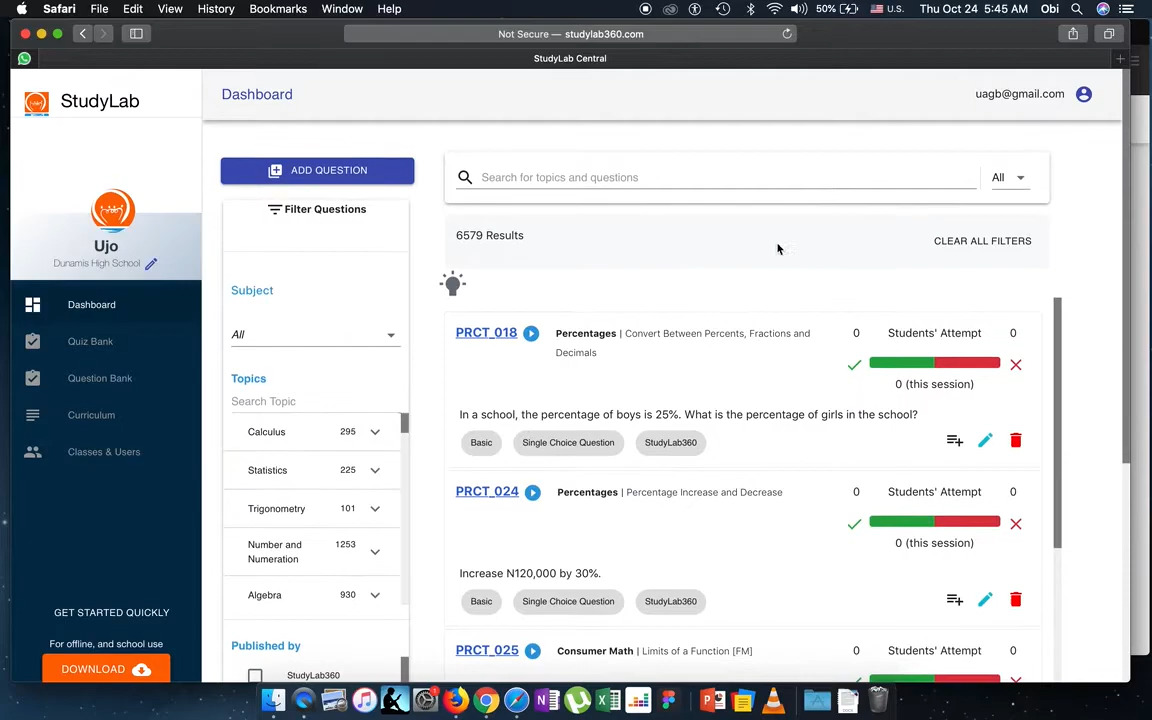 Safari File Edit View History Bookmarks Window Help 50% U.S. Thu Oct 24 5:45 AM Obi
Not Secure — studylab360.com
StudyLab Central
StudyLab
Dashboard
uagb@gmail.com
Ujo
Dunamis High School
Dashboard
Quiz Bank
Question Bank
Curriculum
Classes & Users
GET STARTED QUICKLY
For offline, and school use
DOWNLOAD
ADD QUESTION
Filter Questions
Subject
All
Topics
Search Topic
Calculus 295
Statistics 225
Trigonometry 101
Number and 1253
Numeration
Algebra 930
Published by
StudyLab360
Search for topics and questions All
6579 Results CLEAR ALL FILTERS
PRCT_018 Percentages | Convert Between Percents, Fractions and 0 Students' Attempt 0
Decimals
0 (this session)
In a school, the percentage of boys is 25%. What is the percentage of girls in the school?
Basic Single Choice Question StudyLab360
PRCT_024 Percentages | Percentage Increase and Decrease 0 Students' Attempt 0
0 (this session)
Increase N120,000 by 30%.
Basic Single Choice Question StudyLab360
PRCT_025 Consumer Math | Limits of a Function [FM] 0 Students' Attempt 0